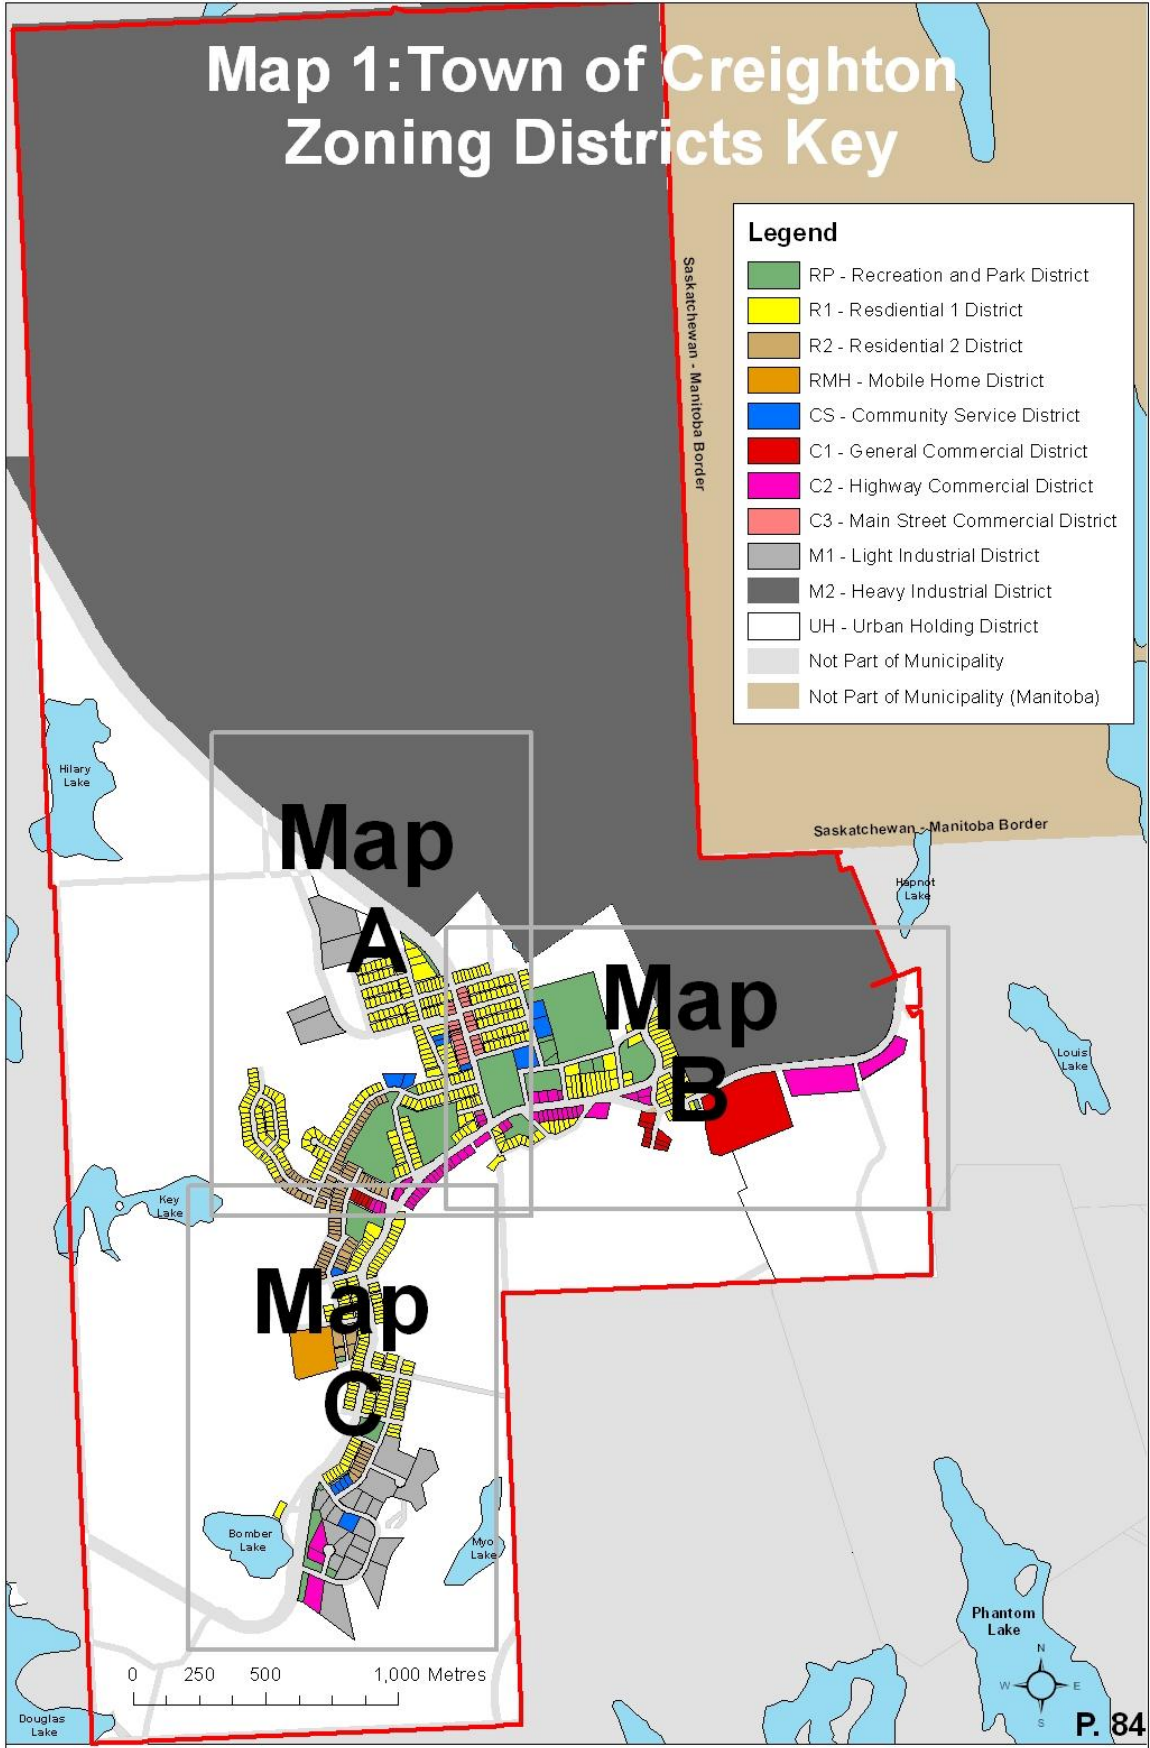 Map 1:Town of Creighton
Zoning Districts Key
Legend
RP - Recreation and Park District
R1 - Resdiential 1 District
R2 - Residential 2 District
RMH - Mobile Home District
CS - Community Service District
C1 - General Commercial District
C2 - Highway Commercial District
C3 - Main Street Commercial District
M1 - Light Industrial District
M2 - Heavy Industrial District
UH - Urban Holding District
Not Part of Municipality
Not Part of Municipality (Manitoba)
Saskatchewan - Manitoba Border
Saskatchewan - Manitoba Border
Hilary
Lake
Map
A
Hapnot
Lake
Map
B
Louis
Lake
Key
Lake
Map
C
Bomber
Lake
Myo
Lake
Phantom
Lake
N
W
E
S
0 250 500 1,000 Metres
Douglas
Lake
P. 84